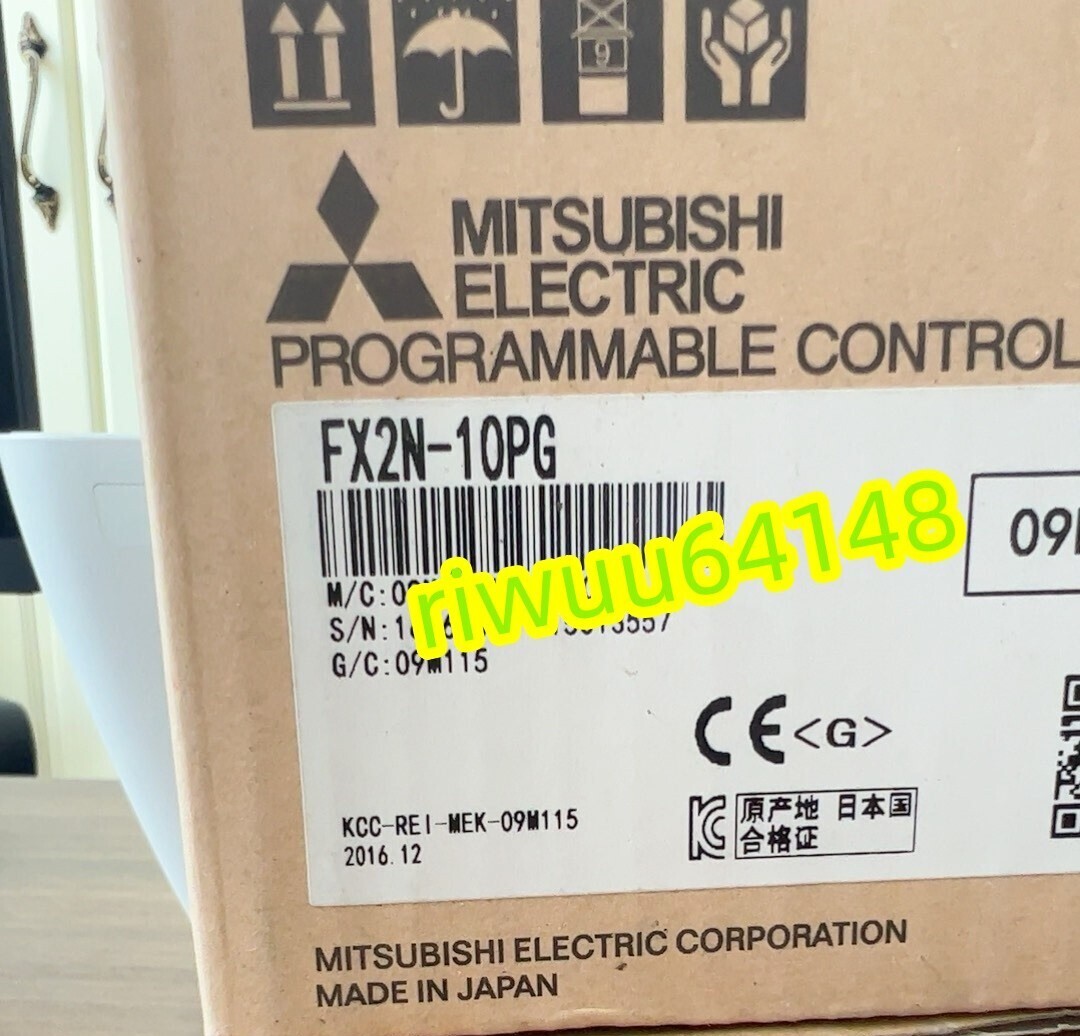 9
MITSUBISHI
ELECTRIC
PROGRAMMABLE CONTROL
FX2N-10PG
riwuu64148
G/C:09M115
CE<G>
KCC-REI-MEK-09M115
2016.12
原产地 日本国
合格证
MITSUBISHI ELECTRIC CORPORATION
MADE IN JAPAN